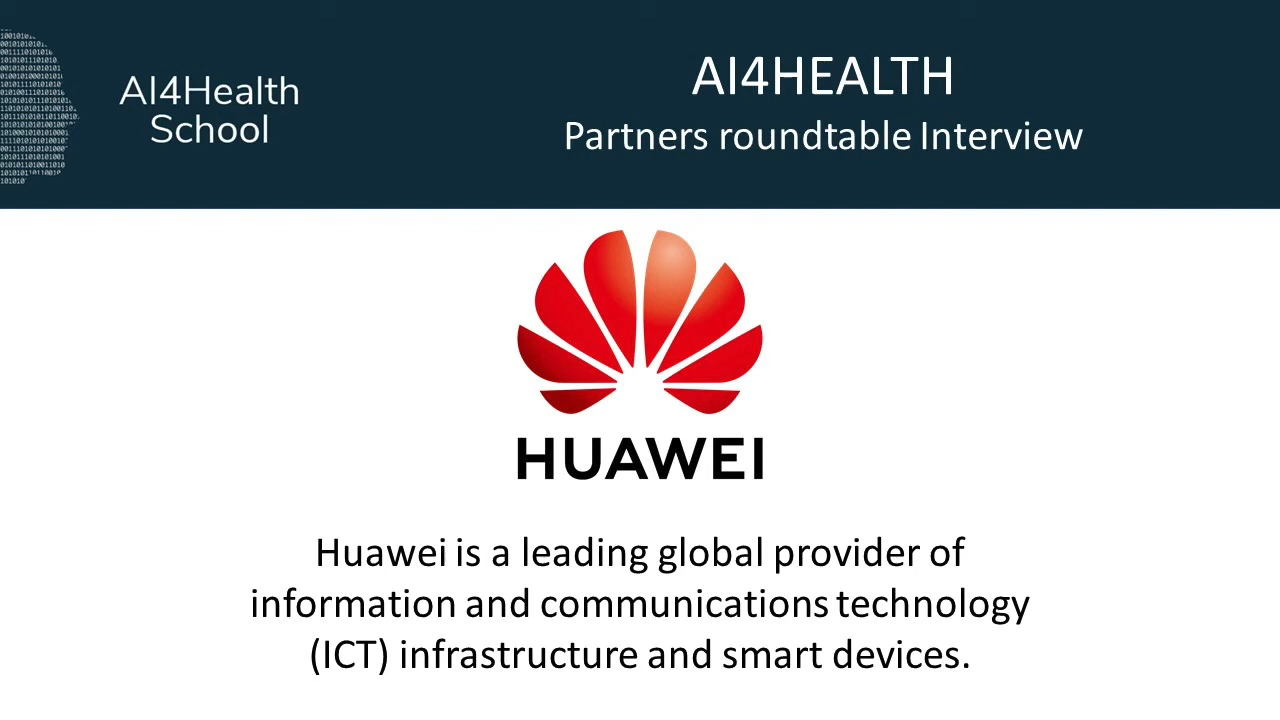 AI4Health
School
AI4HEALTH
Partners roundtable Interview
HUAWEI
Huawei is a leading global provider of
information and communications technology
(ICT) infrastructure and smart devices.